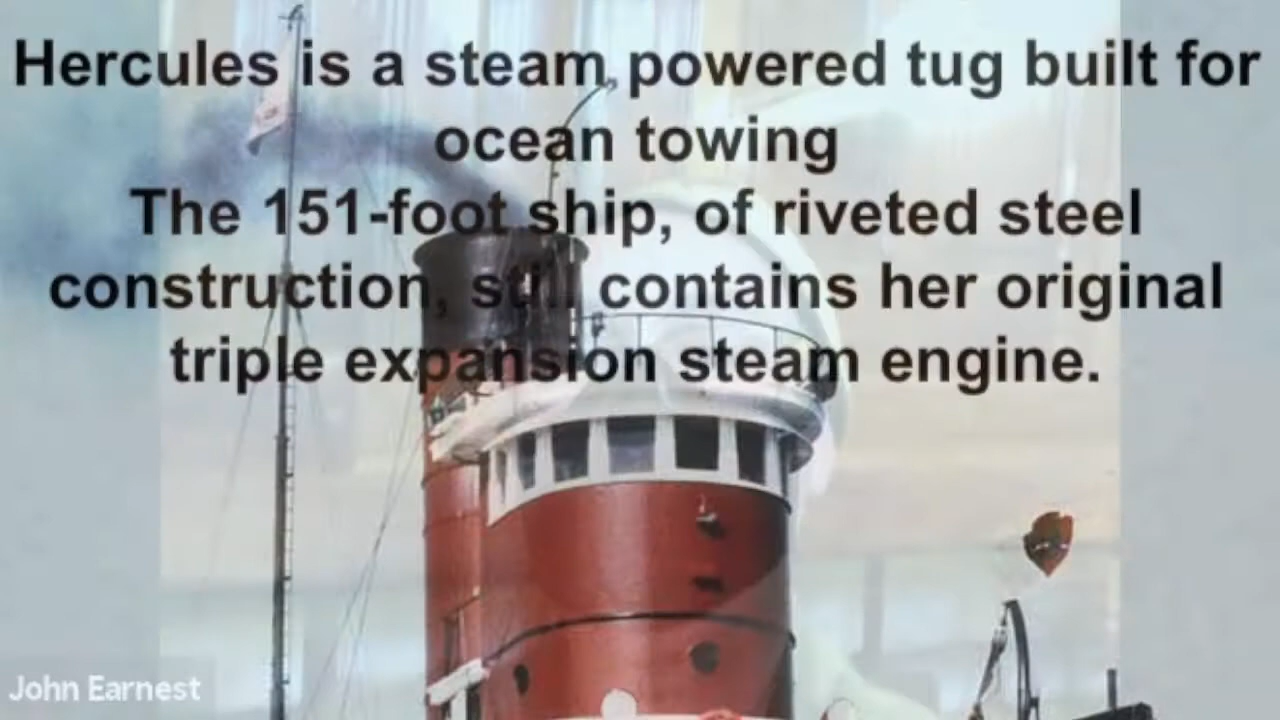 Hercules is a steam powered tug built for
ocean towing
The 151-foot ship, of riveted steel
construction, still contains her original
triple expansion steam engine.
John Earnest